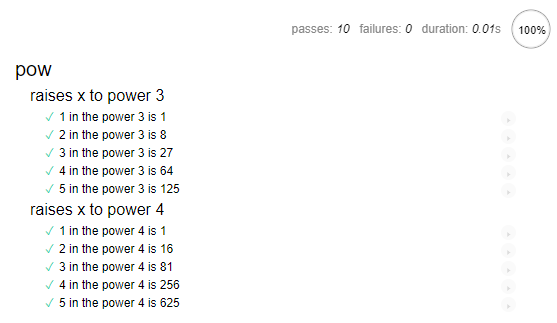 passes: 10 failures: 0 duration: 0.01s 100%
pow
raises x to power 3
✓ 1 in the power 3 is 1
✓ 2 in the power 3 is 8
✓ 3 in the power 3 is 27
✓ 4 in the power 3 is 64
✓ 5 in the power 3 is 125
raises x to power 4
✓ 1 in the power 4 is 1
✓ 2 in the power 4 is 16
✓ 3 in the power 4 is 81
✓ 4 in the power 4 is 256
✓ 5 in the power 4 is 625